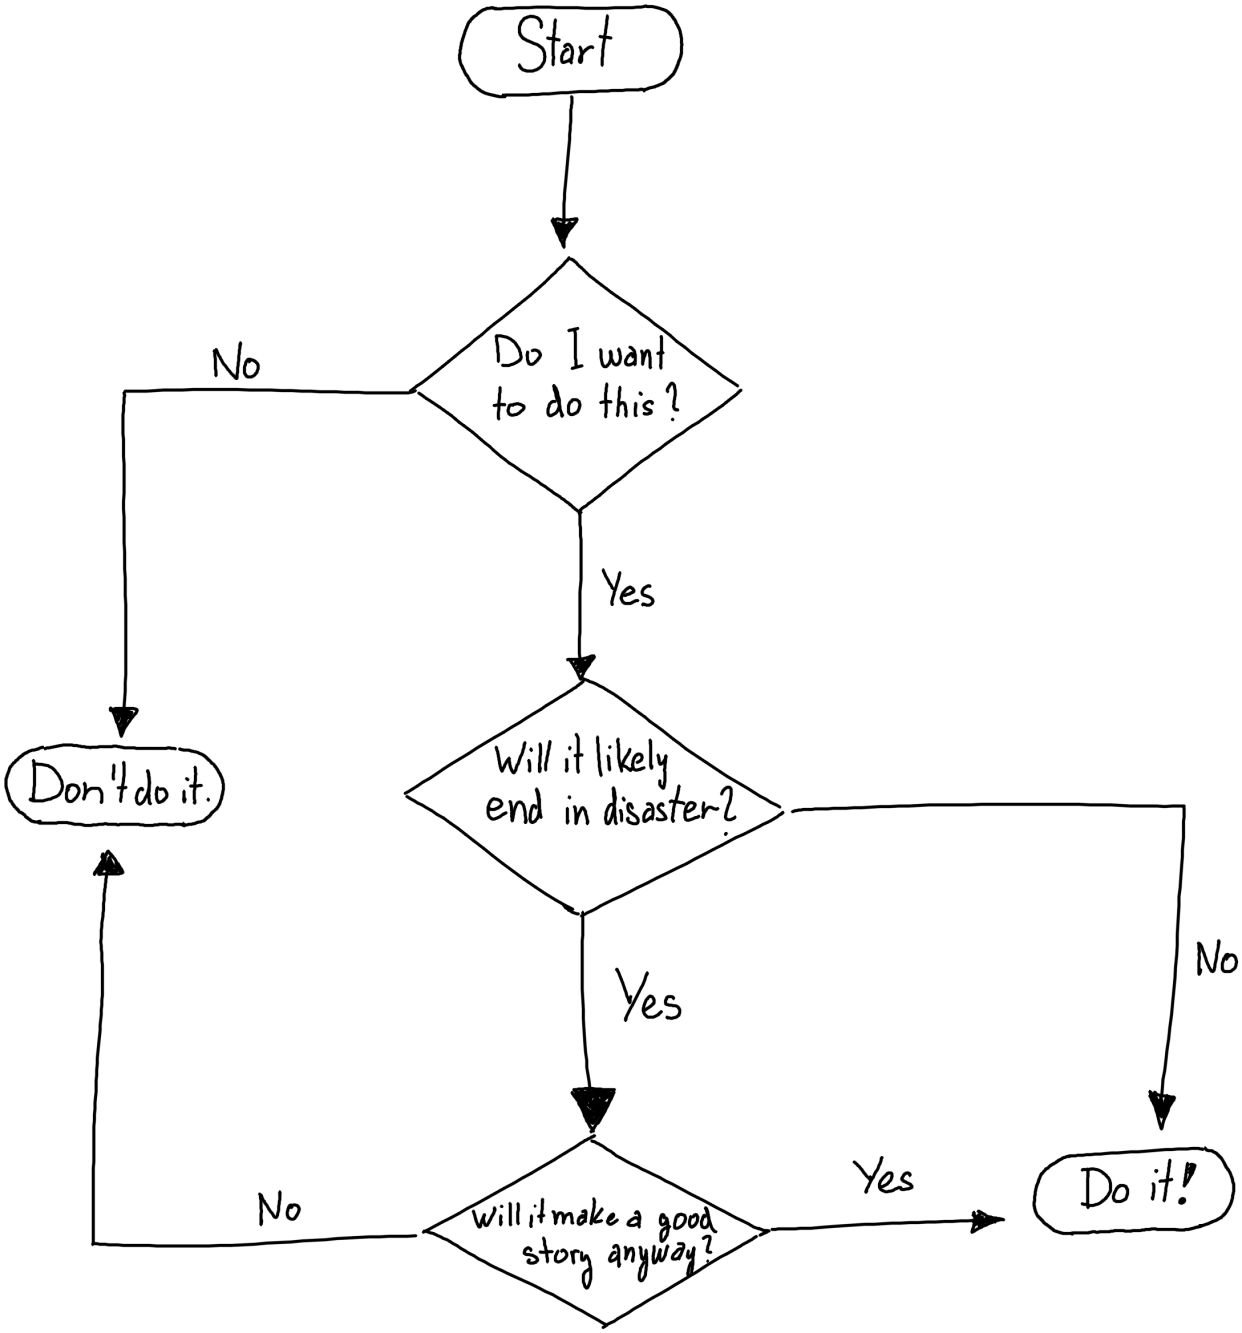 Start
Do I want
to do this?
No
Yes
Don't do it.
Will it likely
end in disaster?
No
Yes
Will it make a good
story anyway?
No
Yes
Do it!